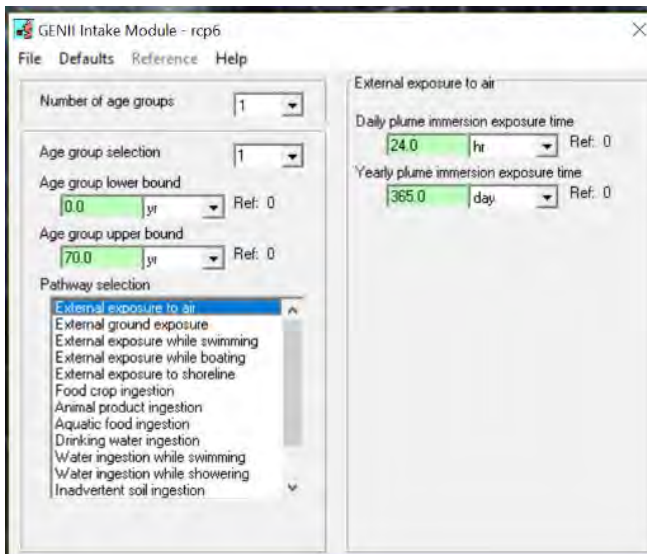 GENII Intake Module - rcp6
File Defaults Reference Help
Number of age groups 1
Age group selection 1
Age group lower bound
0.0 yr Ref: 0
Age group upper bound
70.0 yr Ref: 0
Pathway selection
External exposure to air
External ground exposure
External exposure while swimming
External exposure while boating
External exposure to shoreline
Food crop ingestion
Animal product ingestion
Aquatic food ingestion
Drinking water ingestion
Water ingestion while swimming
Water ingestion while showering
Inadvertent soil ingestion
External exposure to air
Daily plume immersion exposure time
24.0 hr Ref: 0
Yearly plume immersion exposure time
365.0 day Ref: 0